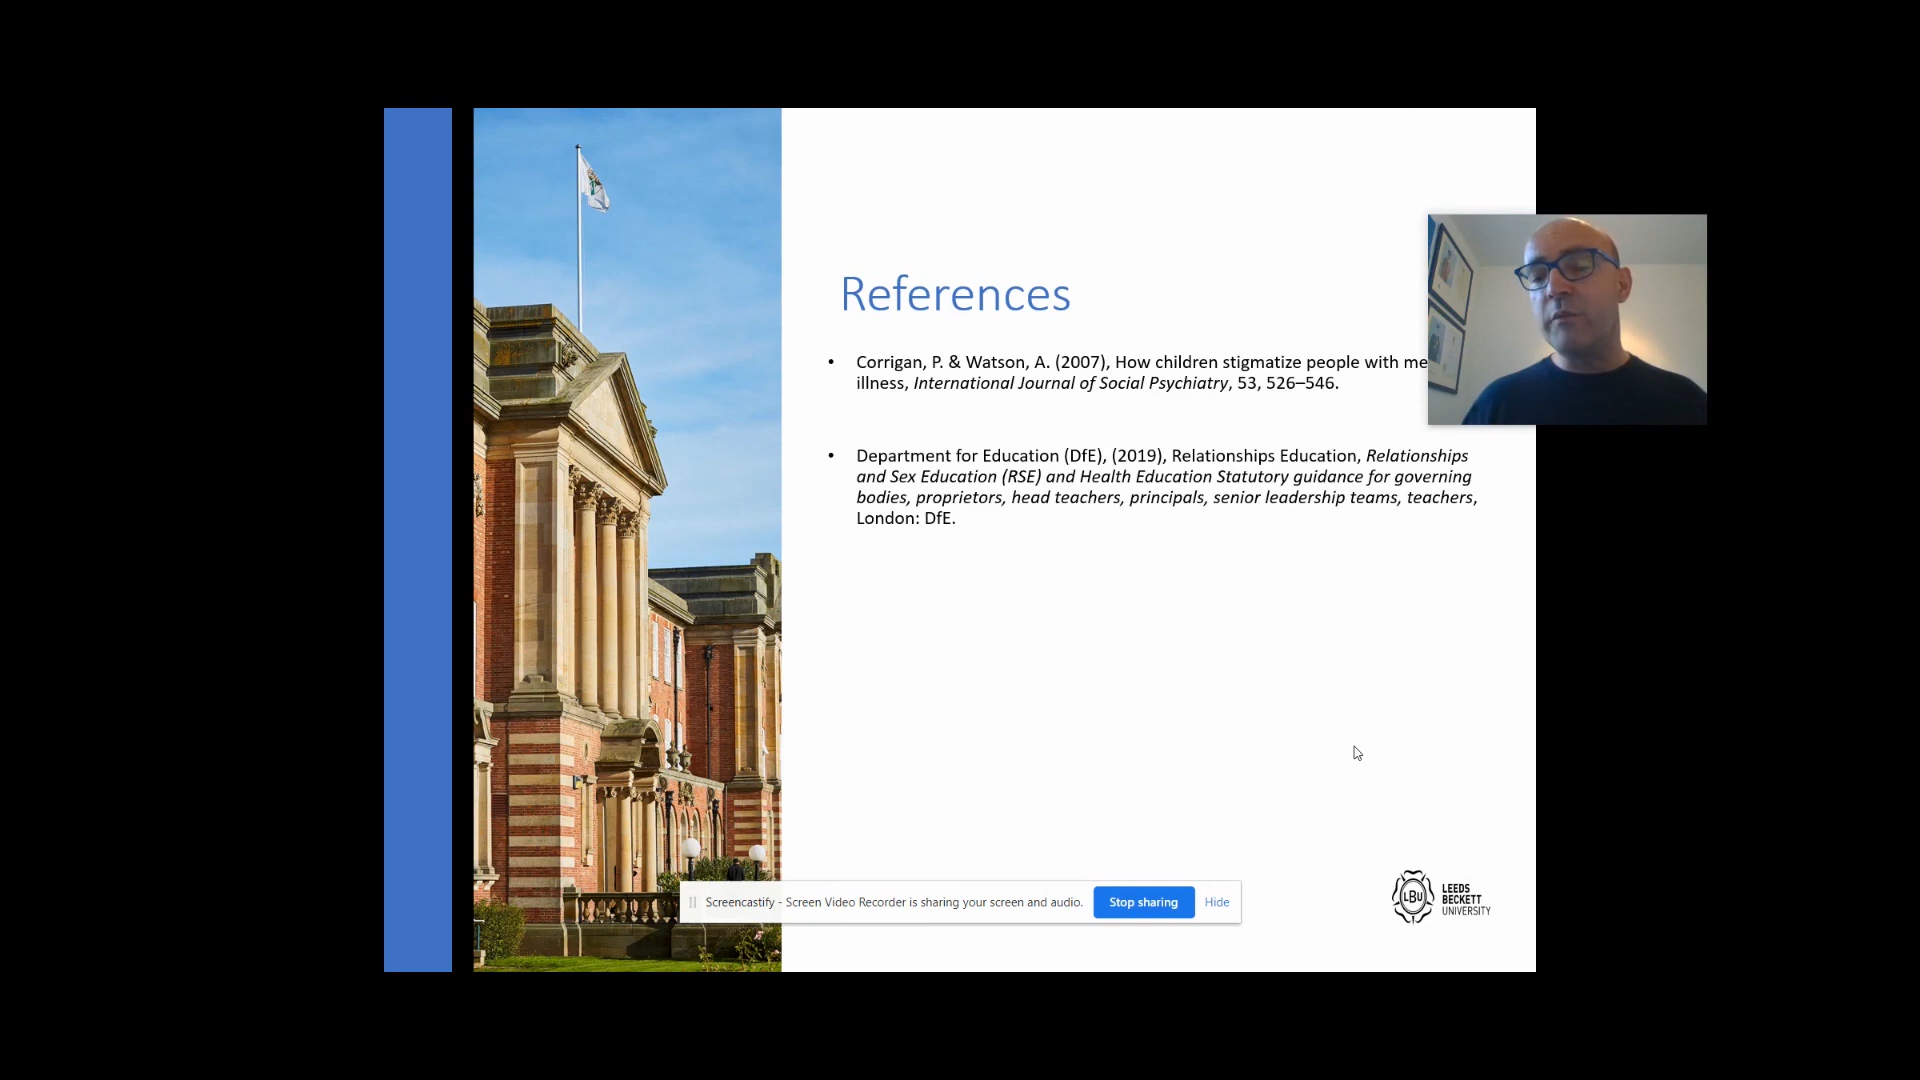 References
• Corrigan, P. & Watson, A. (2007), How children stigmatize people with me
illness, International Journal of Social Psychiatry, 53, 526–546.
• Department for Education (DfE), (2019), Relationships Education, Relationships
and Sex Education (RSE) and Health Education Statutory guidance for governing
bodies, proprietors, head teachers, principals, senior leadership teams, teachers,
London: DfE.
Screencastify - Screen Video Recorder is sharing your screen and audio. Stop sharing Hide
LBU
LEEDS
BECKETT
UNIVERSITY